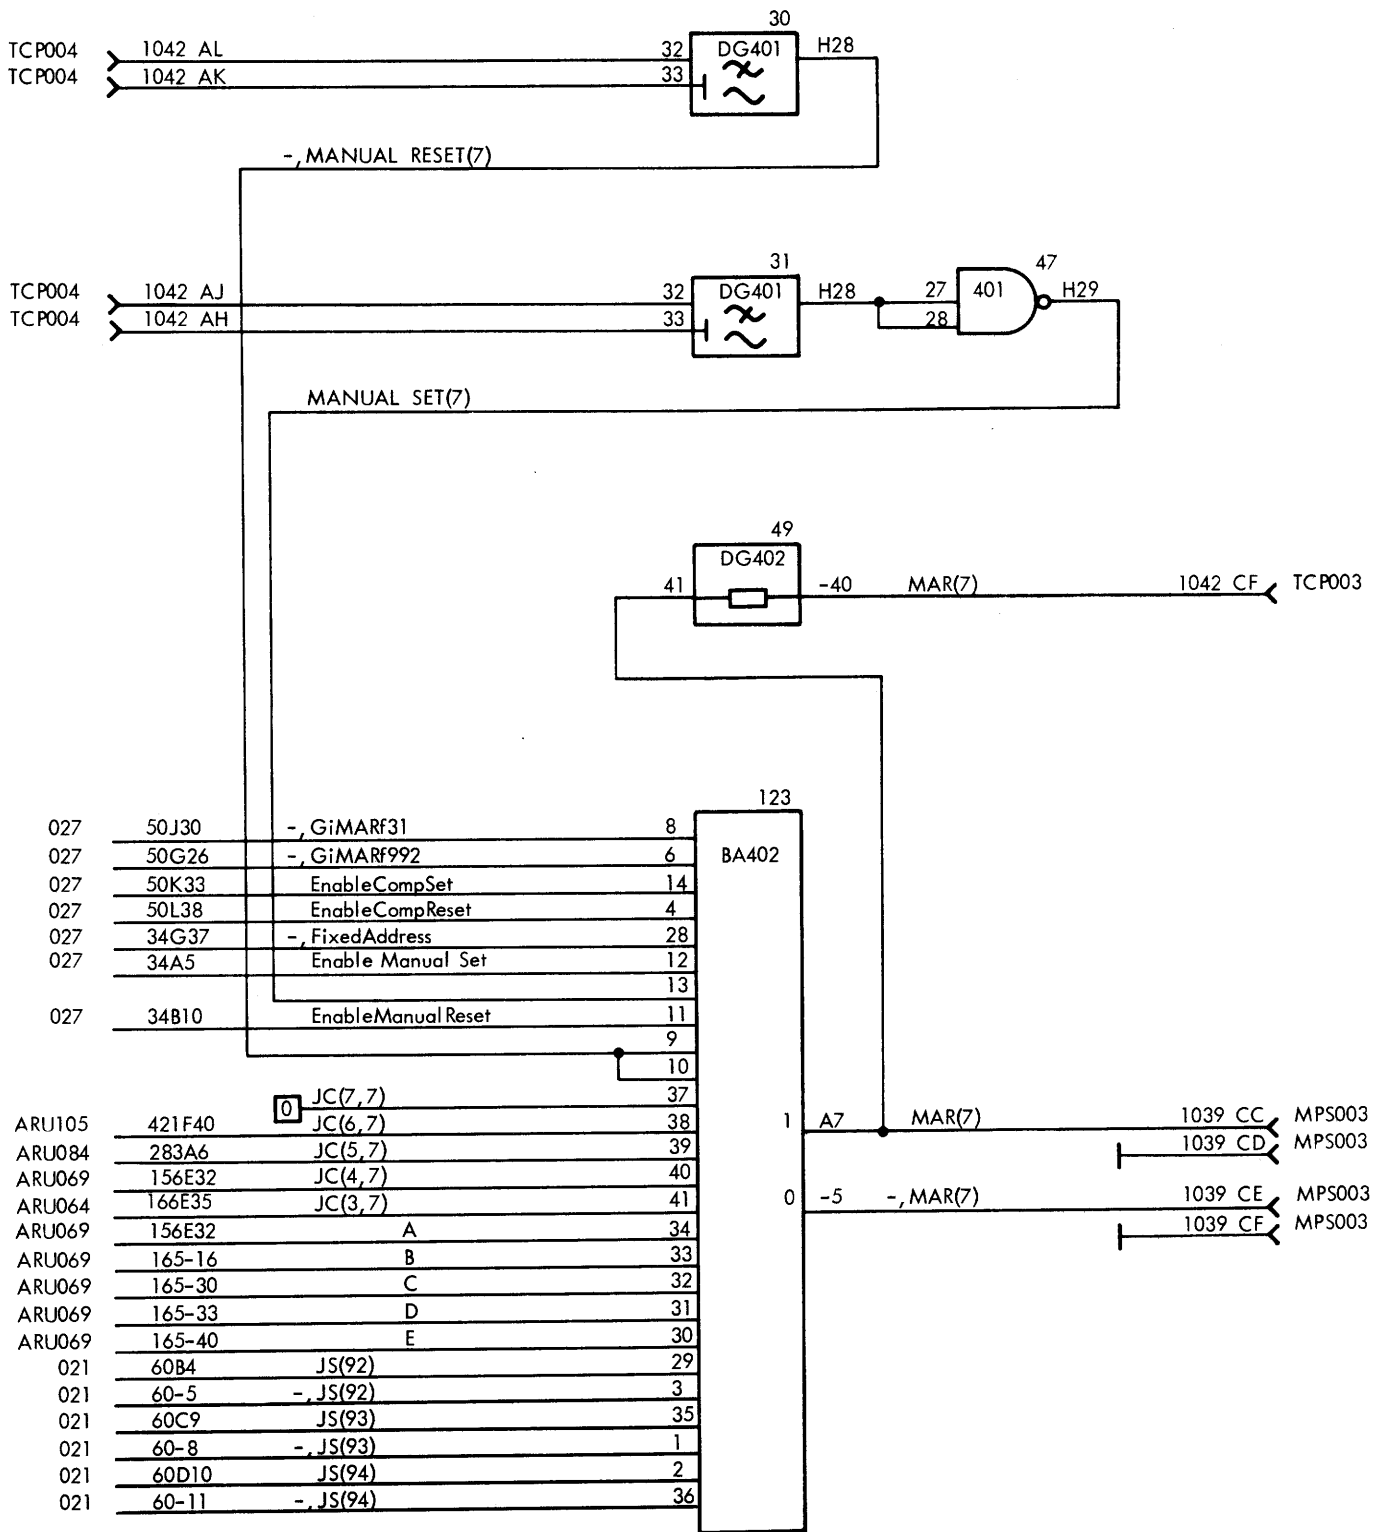 30
TCP004 1042 AL 32 DG401 H28
TCP004 1042 AK 33
-,MANUAL RESET(7)
31
TCP004 1042 AJ 32 DG401 H28 27 401 47 H29
TCP004 1042 AH 33 28
MANUAL SET(7)
49
DG402
41 -40 MAR(7) 1042 CF TCP003
123
027 50J30 -,GiMARf31 8
027 50G26 -,GiMARf992 6 BA402
027 50K33 EnableCompSet 14
027 50L38 EnableCompReset 4
027 34G37 -,FixedAddress 28
027 34A5 Enable Manual Set 12
13
027 34B10 EnableManualReset 11
9
10
0 JC(7,7) 37
ARU105 421F40 JC(6,7) 38 1 A7 MAR(7) 1039 CC MPS003
ARU084 283A6 JC(5,7) 39 1039 CD MPS003
ARU069 156E32 JC(4,7) 40
ARU064 166E35 JC(3,7) 41 0 -5 -,MAR(7) 1039 CE MPS003
ARU069 156E32 A 34 1039 CF MPS003
ARU069 165-16 B 33
ARU069 165-30 C 32
ARU069 165-33 D 31
ARU069 165-40 E 30
021 60B4 JS(92) 29
021 60-5 -,JS(92) 3
021 60C9 JS(93) 35
021 60-8 -,JS(93) 1
021 60D10 JS(94) 2
021 60-11 -,JS(94) 36